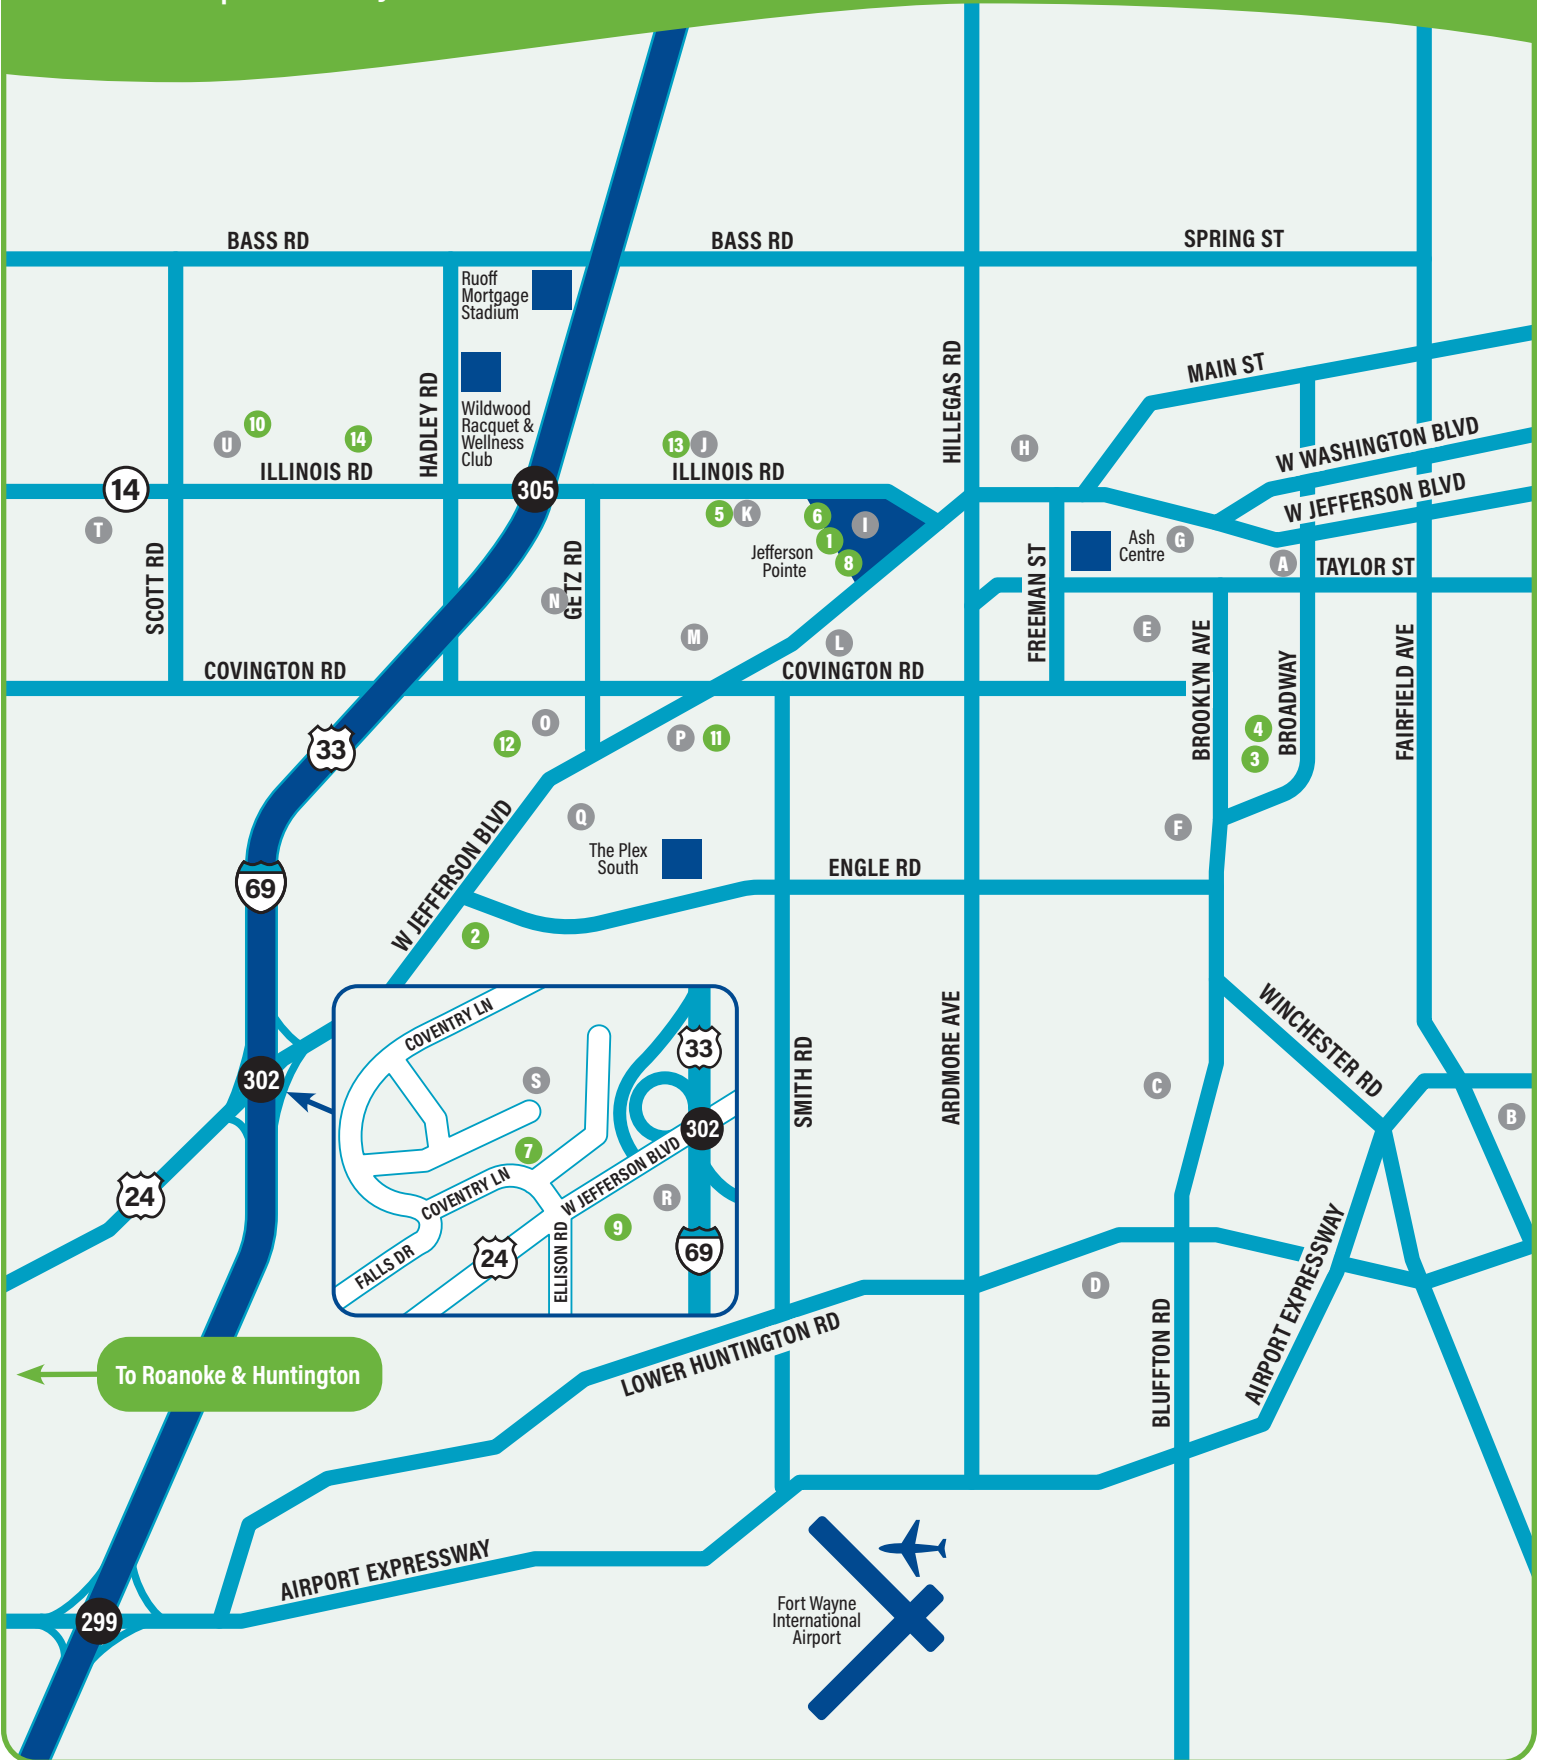 BASS RD
BASS RD
SPRING ST
Ruoff
Mortgage
Stadium
HILLEGAS RD
MAIN ST
HADLEY RD
Wildwood
Racquet &
Wellness
Club
10
U
14
13
J
H
W WASHINGTON BLVD
ILLINOIS RD
ILLINOIS RD
14
305
W JEFFERSON BLVD
T
5
K
6
I
1
8
Jefferson
Pointe
Ash
Centre
G
A
TAYLOR ST
SCOTT RD
GETZ RD
N
FREEMAN ST
M
L
E
BROOKLYN AVE
BROADWAY
FAIRFIELD AVE
COVINGTON RD
COVINGTON RD
33
O
12
P
11
4
3
Q
F
W JEFFERSON BLVD
The Plex
South
ENGLE RD
69
2
WINCHESTER RD
COVENTRY LN
33
ARDMORE AVE
SMITH RD
302
S
C
B
302
7
W JEFFERSON BLVD
COVENTRY LN
24
R
9
ELLISON RD
24
69
FALLS DR
D
AIRPORT EXPRESSWAY
BLUFFTON RD
LOWER HUNTINGTON RD
To Roanoke & Huntington
AIRPORT EXPRESSWAY
299
Fort Wayne
International
Airport